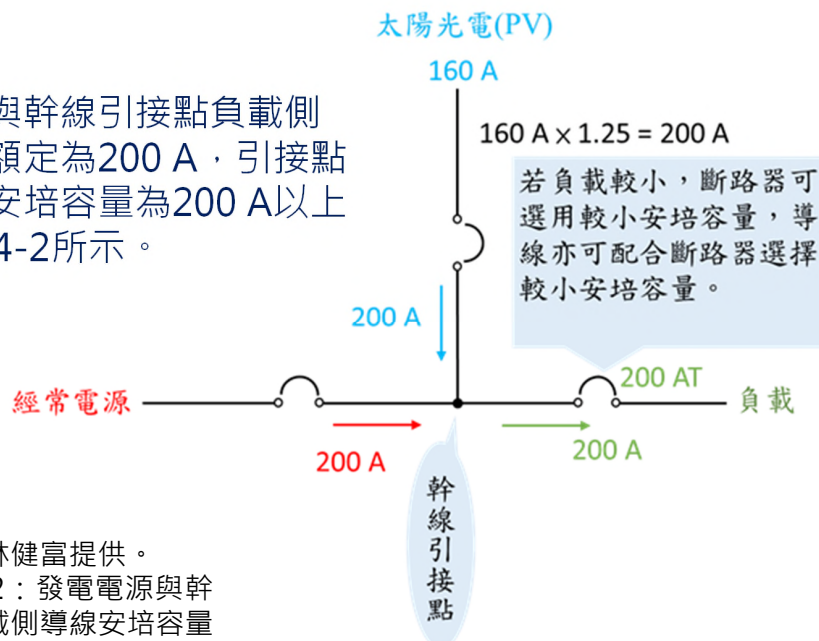 太陽光電(PV)
160 A
與幹線引接點負載側
額定為200 A，引接點
安培容量為200 A以上
4-2所示。
160 A x 1.25 = 200 A
若負載較小，斷路器可
選用較小安培容量，導
線亦可配合斷路器選擇
較小安培容量。
200 A
經常電源
200 AT
負載
200 A
200 A
幹線引接點
林健富提供。
2：發電電源與幹
載側導線安培容量